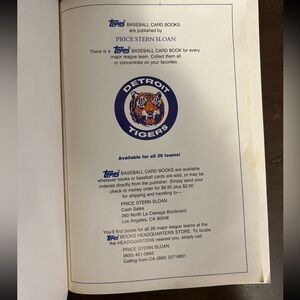 Topps BASEBALL CARD BOOKS
are published by
PRICE STERN SLOAN
There is a Topps BASEBALL CARD BOOK for every
major league team. Collect them all
or concentrate on your favorites.
DETROIT
TIGERS
Available for all 26 teams!
Topps BASEBALL CARD BOOKS are available
wherever books or baseball cards are sold, or may be
ordered directly from the publisher. Simply send your
check or money order for $9.95 plus $2.00
for shipping and handling to—
PRICE STERN SLOAN
Cash Sales
360 North La Cienega Boulevard
Los Angeles, CA 90048
You'll find books for all 26 major league teams at the
Topps BOOKS HEADQUARTERS STORE. To locate
the HEADQUARTERS nearest you, simply call:
PRICE STERN SLOAN
(800) 421-0892
Calling from CA (800) 227-8801